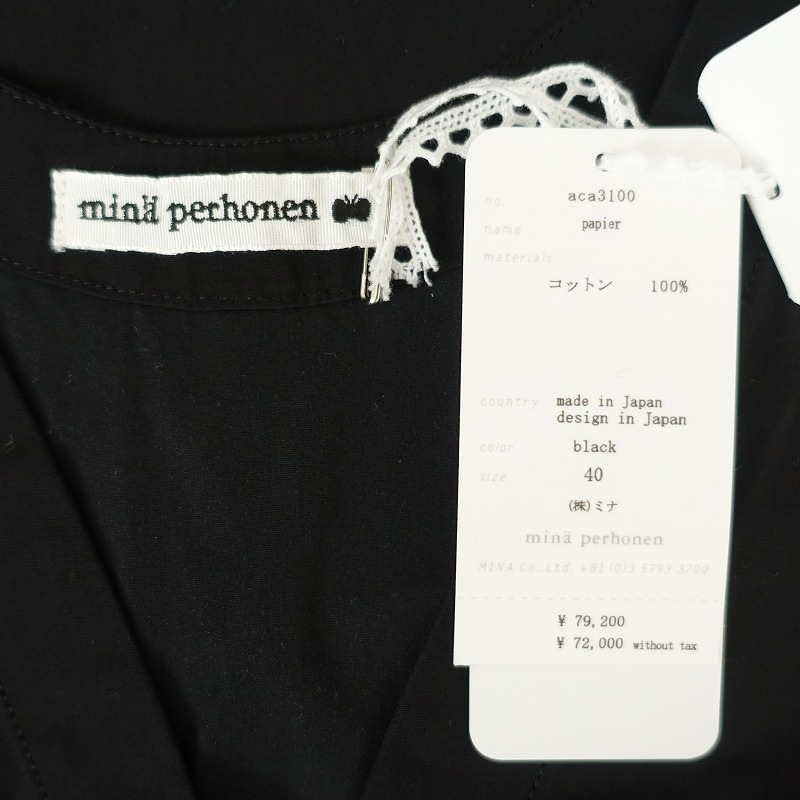 minä perhonen
no. aca3100
name papier
materials
コットン 100%
country made in Japan
design in Japan
color black
size 40
(株)ミナ
minä perhonen
MINA Co.,Ltd. +81 (0)3 5793 3700
¥ 79,200
¥ 72,000 without tax